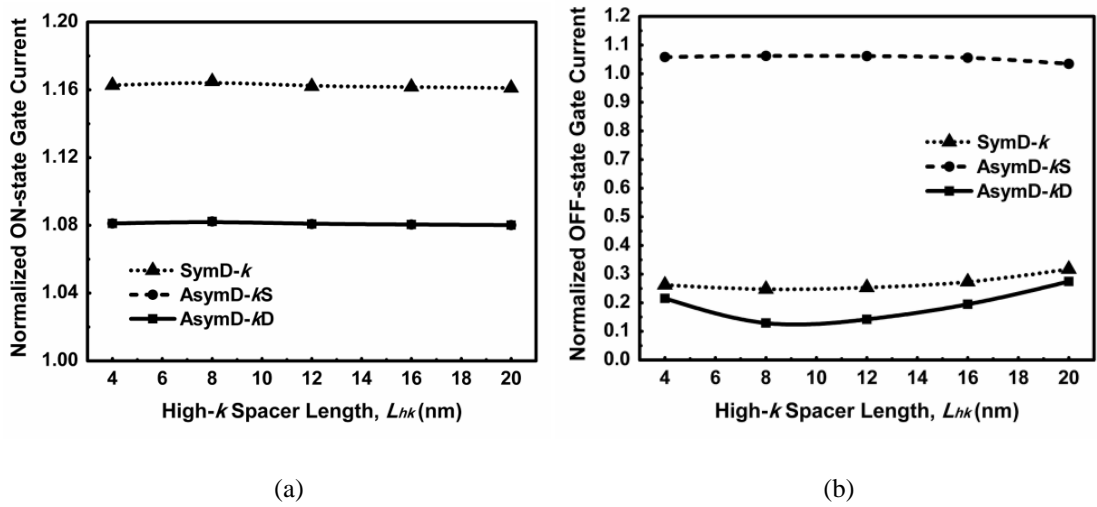 Normalized ON-state Gate Current
1.20
1.16
1.12
1.08
1.04
1.00
SymD-k
AsymD-kS
AsymD-kD
4 6 8 10 12 14 16 18 20
High-k Spacer Length, Lhk (nm)
(a)
Normalized OFF-state Gate Current
1.2
1.1
1.0
0.9
0.8
0.7
0.6
0.5
0.4
0.3
0.2
0.1
0.0
SymD-k
AsymD-kS
AsymD-kD
4 6 8 10 12 14 16 18 20
High-k Spacer Length, Lhk (nm)
(b)